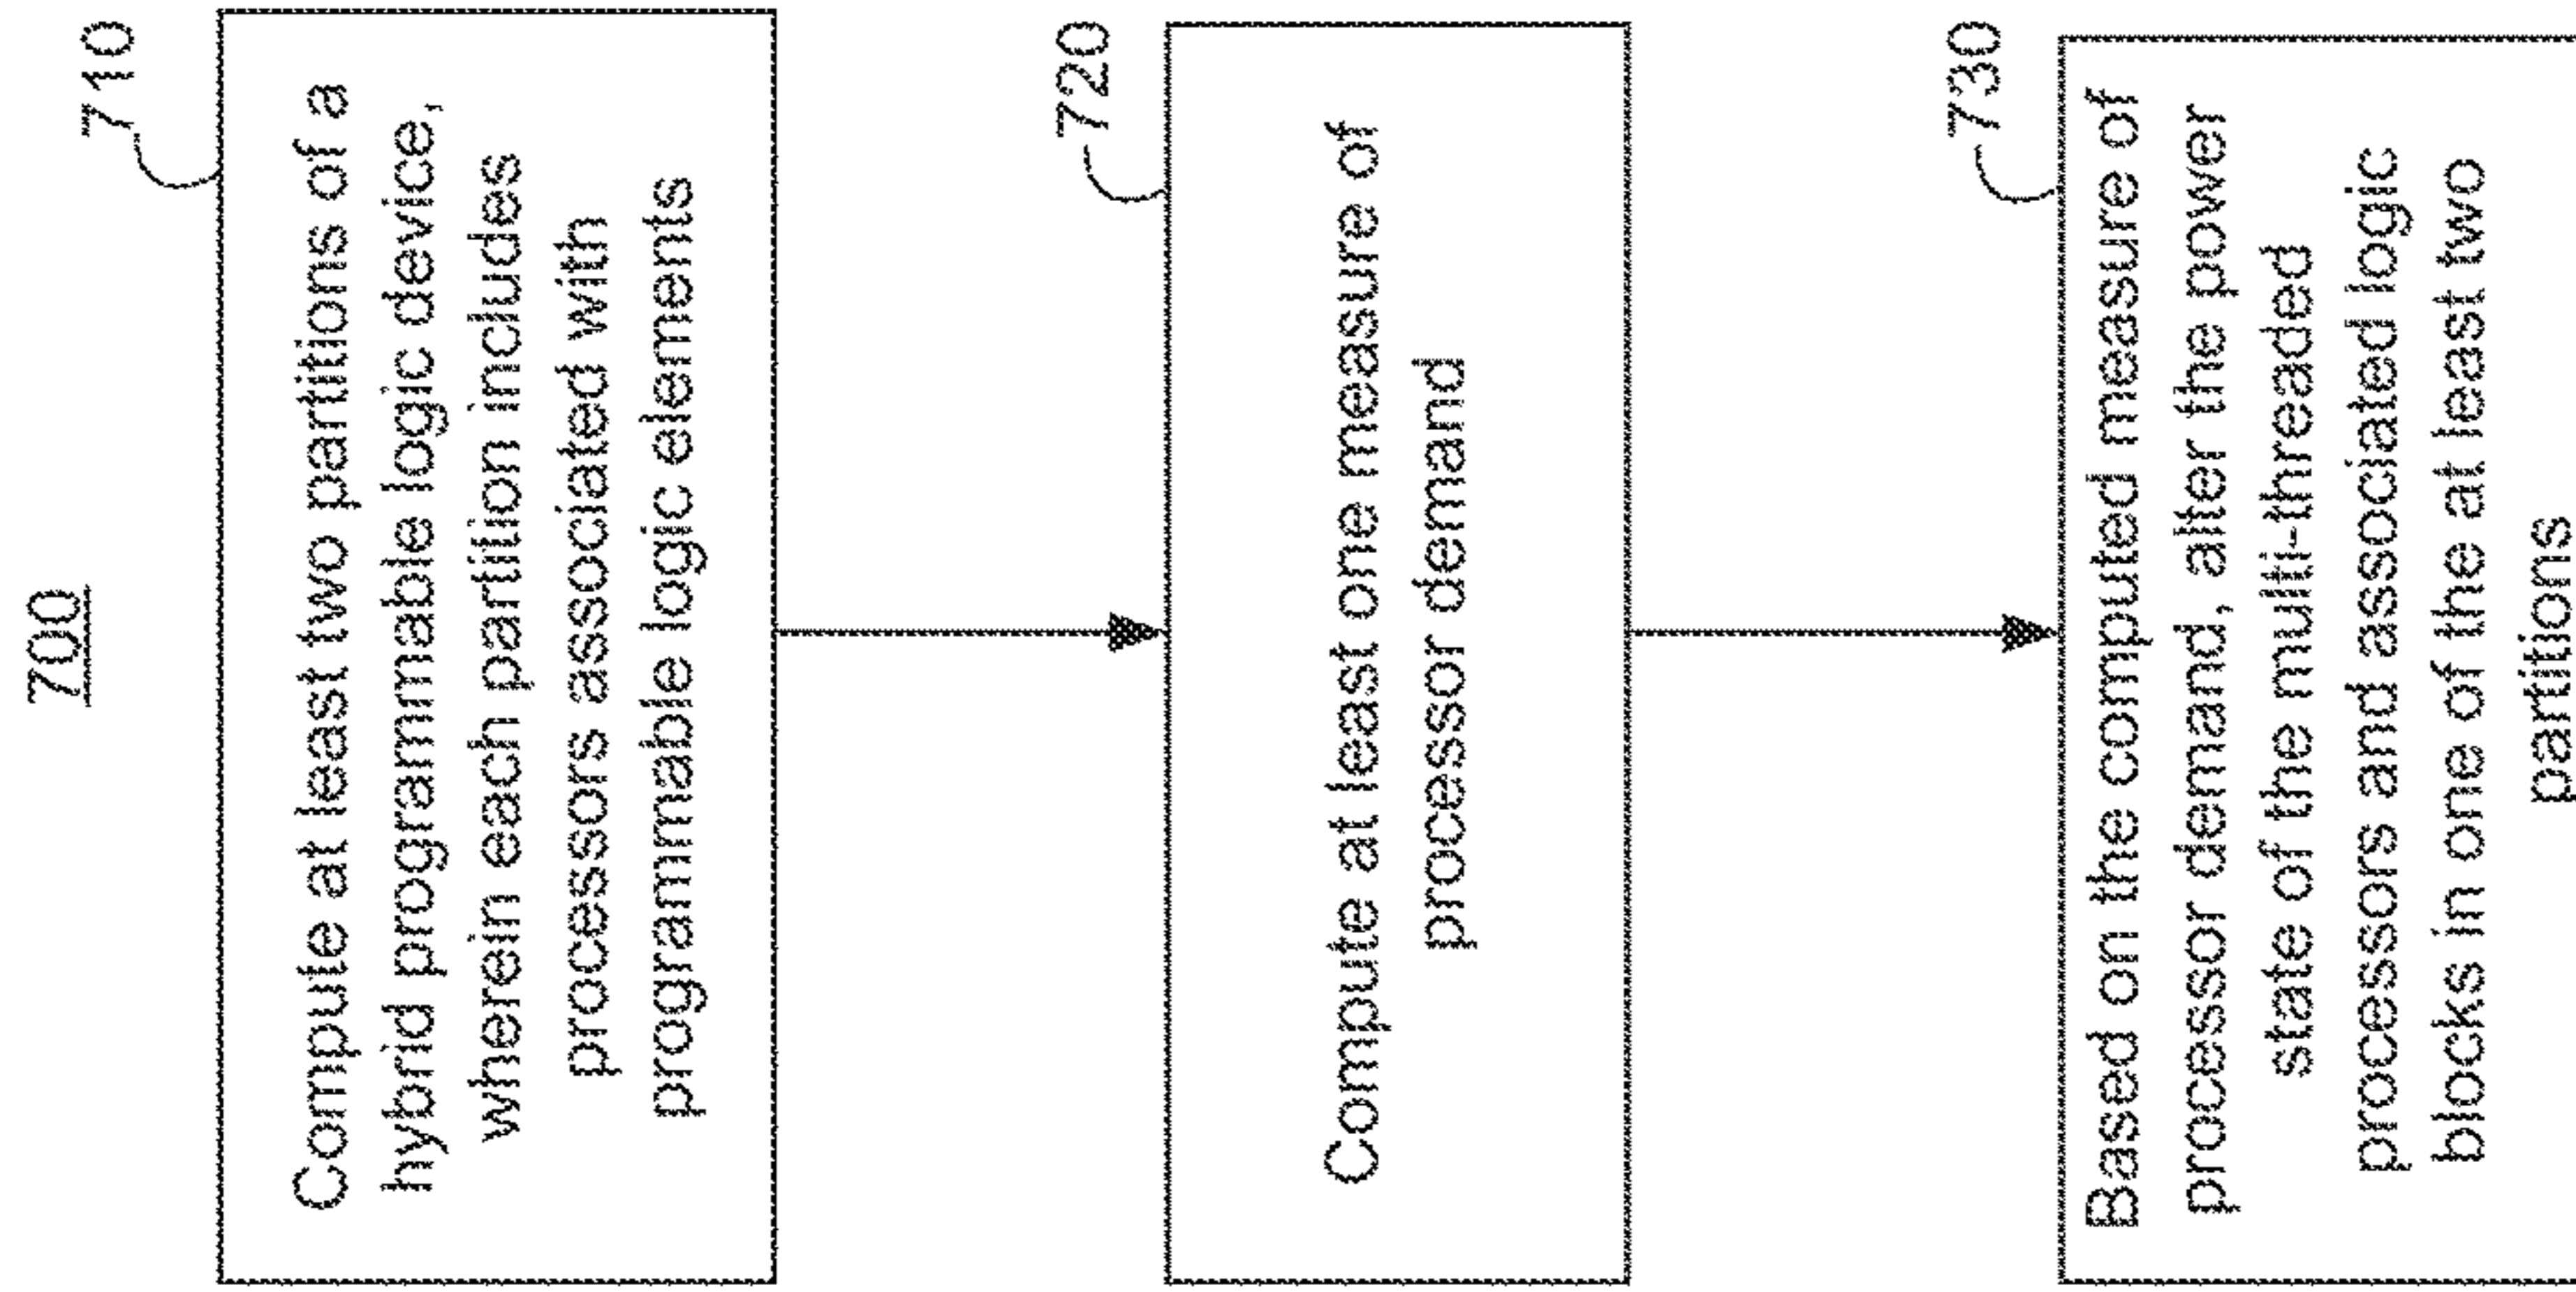 700
710
Compute at least two partitions of a
hybrid programmable logic device,
wherein each partition includes
processors associated with
programmable logic elements
720
Compute at least one measure of
processor demand
730
Based on the computed measure of
processor demand, alter the power
state of the multi-threaded
processors and associated logic
blocks in one of the at least two
partitions